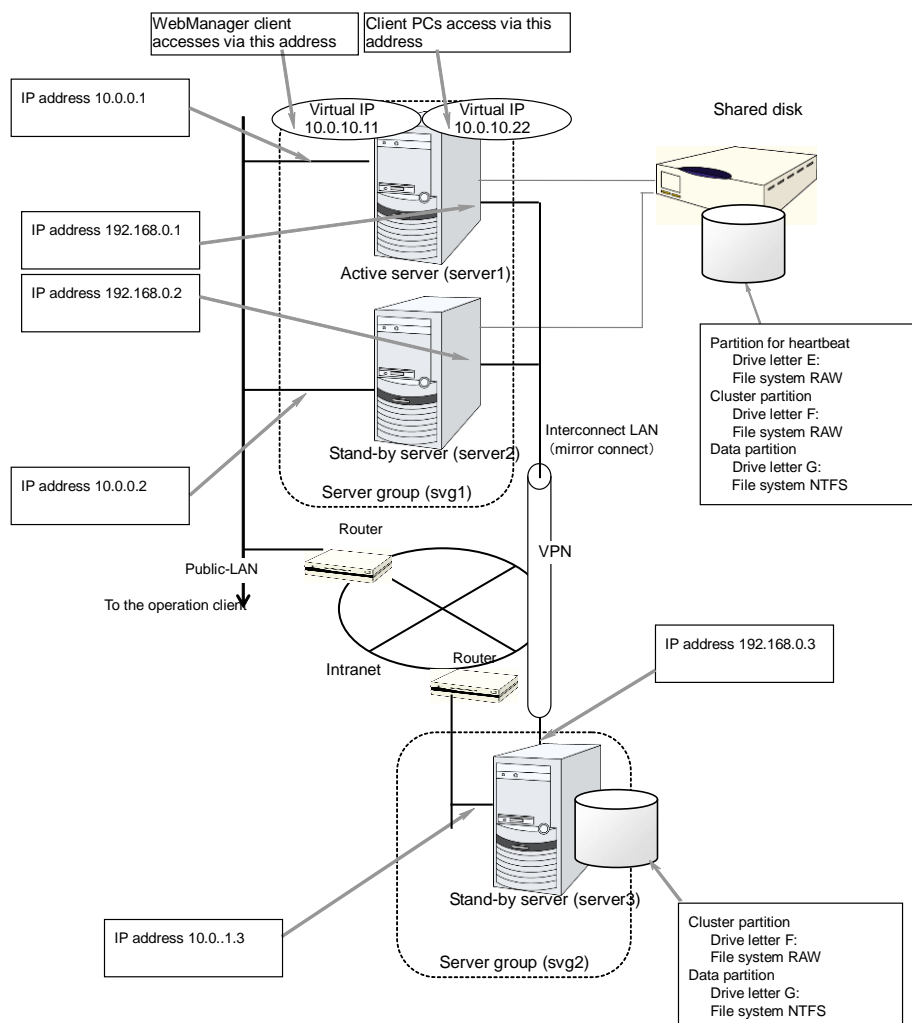 WebManager client
accesses via this address
Client PCs access via this
address
IP address 10.0.0.1
Virtual IP
10.0.10.11
Virtual IP
10.0.10.22
Shared disk
IP address 192.168.0.1
Active server (server1)
IP address 192.168.0.2
Partition for heartbeat
Drive letter E:
File system RAW
Cluster partition
Drive letter F:
File system RAW
Data partition
Drive letter G:
File system NTFS
Interconnect LAN
(mirror connect)
Stand-by server (server2)
IP address 10.0.0.2
Server group (svg1)
Router
VPN
Public-LAN
To the operation client
Intranet
Router
IP address 192.168.0.3
Stand-by server (server3)
IP address 10.0..1.3
Server group (svg2)
Cluster partition
Drive letter F:
File system RAW
Data partition
Drive letter G:
File system NTFS